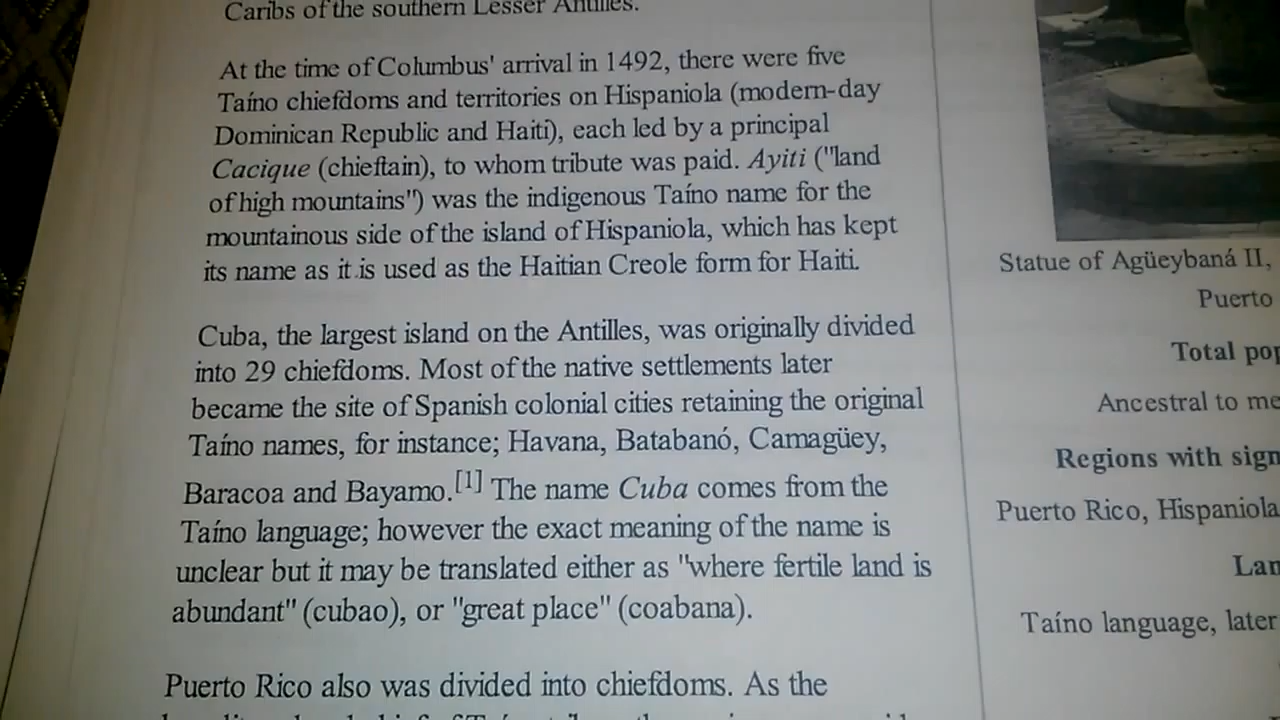 Caribs of the southern Lesser Antilles.
At the time of Columbus' arrival in 1492, there were five
Taíno chiefdoms and territories on Hispaniola (modern-day
Dominican Republic and Haiti), each led by a principal
Cacique (chieftain), to whom tribute was paid. Ayiti ("land
of high mountains") was the indigenous Taíno name for the
mountainous side of the island of Hispaniola, which has kept
its name as it is used as the Haitian Creole form for Haiti.
Cuba, the largest island on the Antilles, was originally divided
into 29 chiefdoms. Most of the native settlements later
became the site of Spanish colonial cities retaining the original
Taíno names, for instance; Havana, Batabanó, Camagüey,
Baracoa and Bayamo.[1] The name Cuba comes from the
Taíno language; however the exact meaning of the name is
unclear but it may be translated either as "where fertile land is
abundant" (cubao), or "great place" (coabana).
Puerto Rico also was divided into chiefdoms. As the
Statue of Agüeybaná II,
Puerto
Total pop
Ancestral to me
Regions with sign
Puerto Rico, Hispaniola
Lan
Taíno language, later